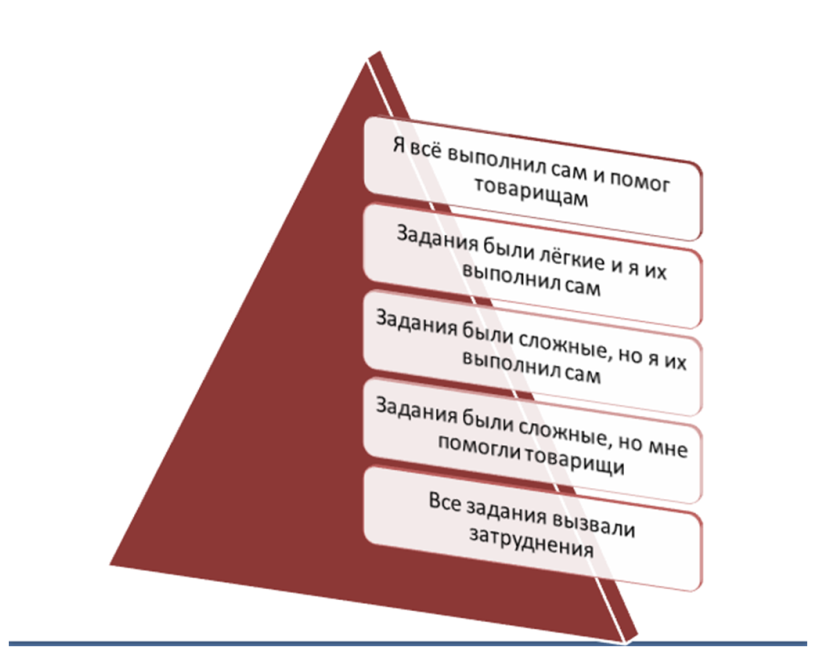 Я всё выполнил сам и помог
товарищам
Задания были лёгкие и я их
выполнил сам
Задания были сложные, но я их
выполнил сам
Задания были сложные, но мне
помогли товарищи
Все задания вызвали
затруднения